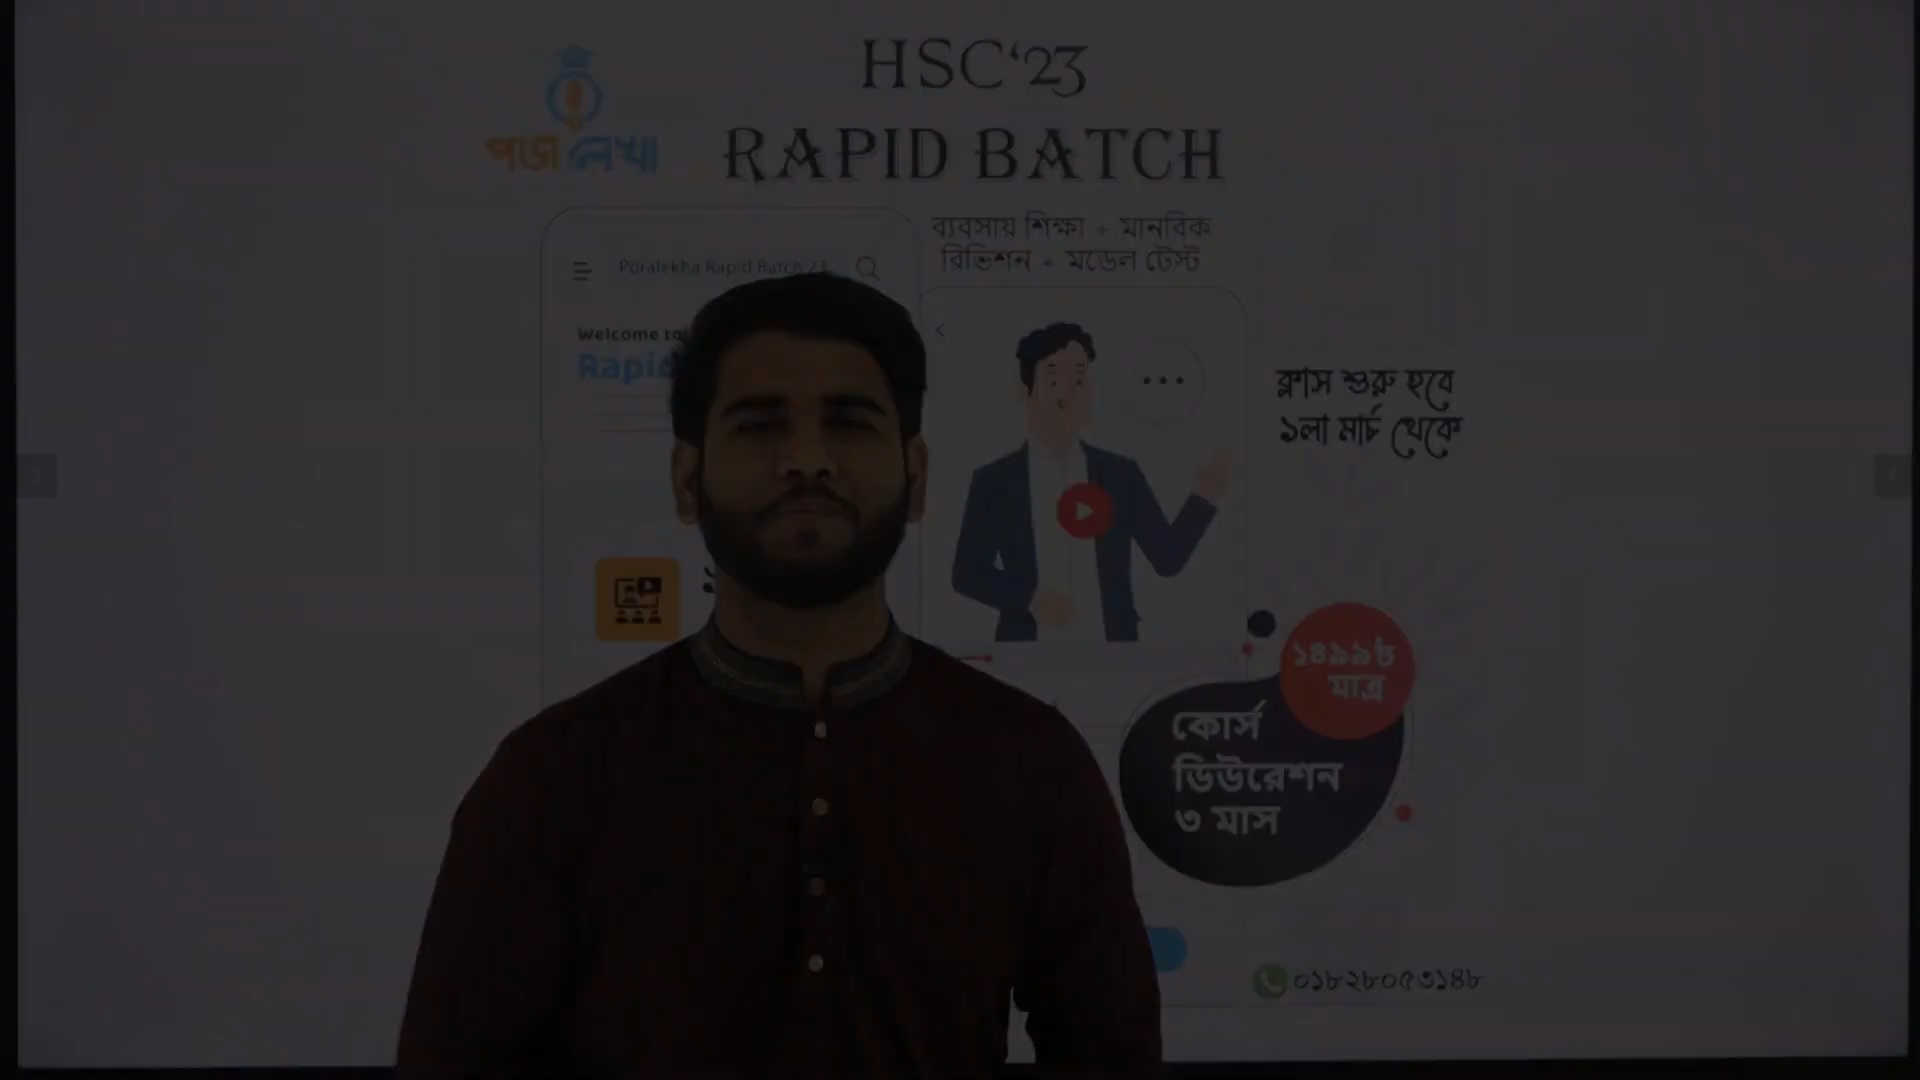 HSC‘23
পড়ালেখা
RAPID BATCH
ব্যবসায় শিক্ষা + মানবিক
রিভিশন + মডেল টেস্ট
Poralekha Rapid Batch 23
Welcome to
Rapid
ক্লাস শুরু হবে
১লা মার্চ থেকে
১৪৯৯৳
মাত্র
কোর্স
ডিউরেশন
৩ মাস
০১৮২৮০৫৩১৪৮